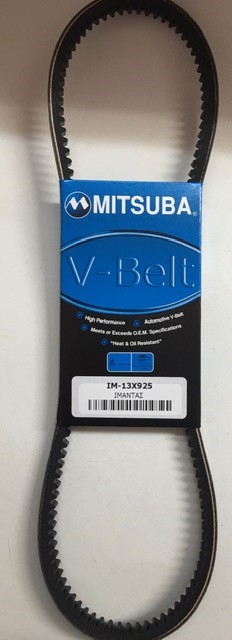 MITSUBA®
V-Belt
High Performance
Automotive V-Belt
Meets or Exceeds O.E.M. Specifications
"Heat & Oil Resistant"
IM-13X925
ΙΜΑΝΤΑΣ